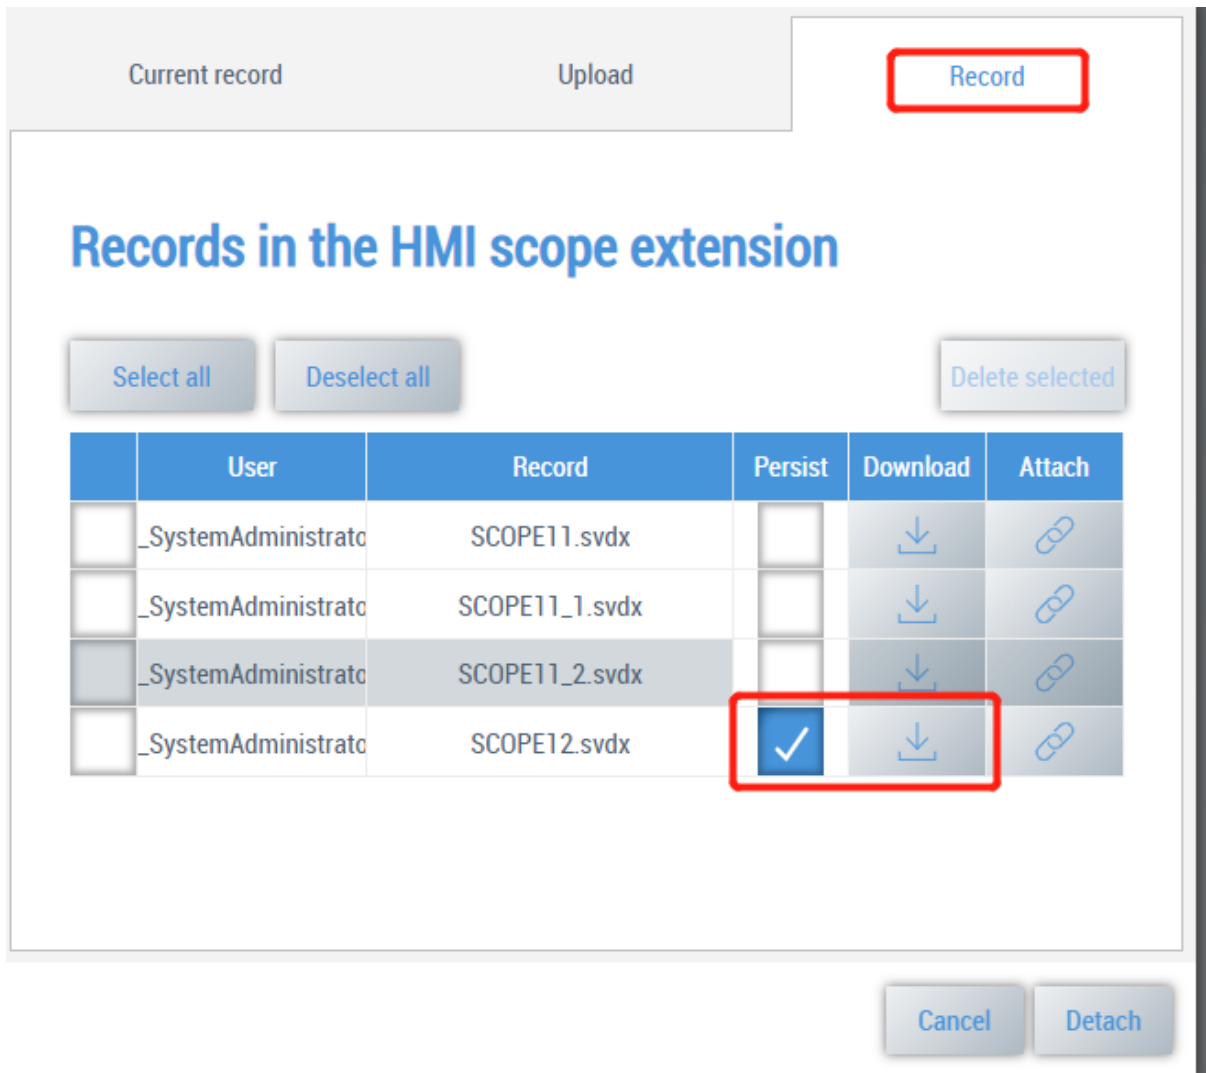 Current record Upload Record
Records in the HMI scope extension
Select all Deselect all Delete selected
User Record Persist Download Attach
_SystemAdministrato SCOPE11.svdx
_SystemAdministrato SCOPE11_1.svdx
_SystemAdministrato SCOPE11_2.svdx
_SystemAdministrato SCOPE12.svdx
Cancel Detach